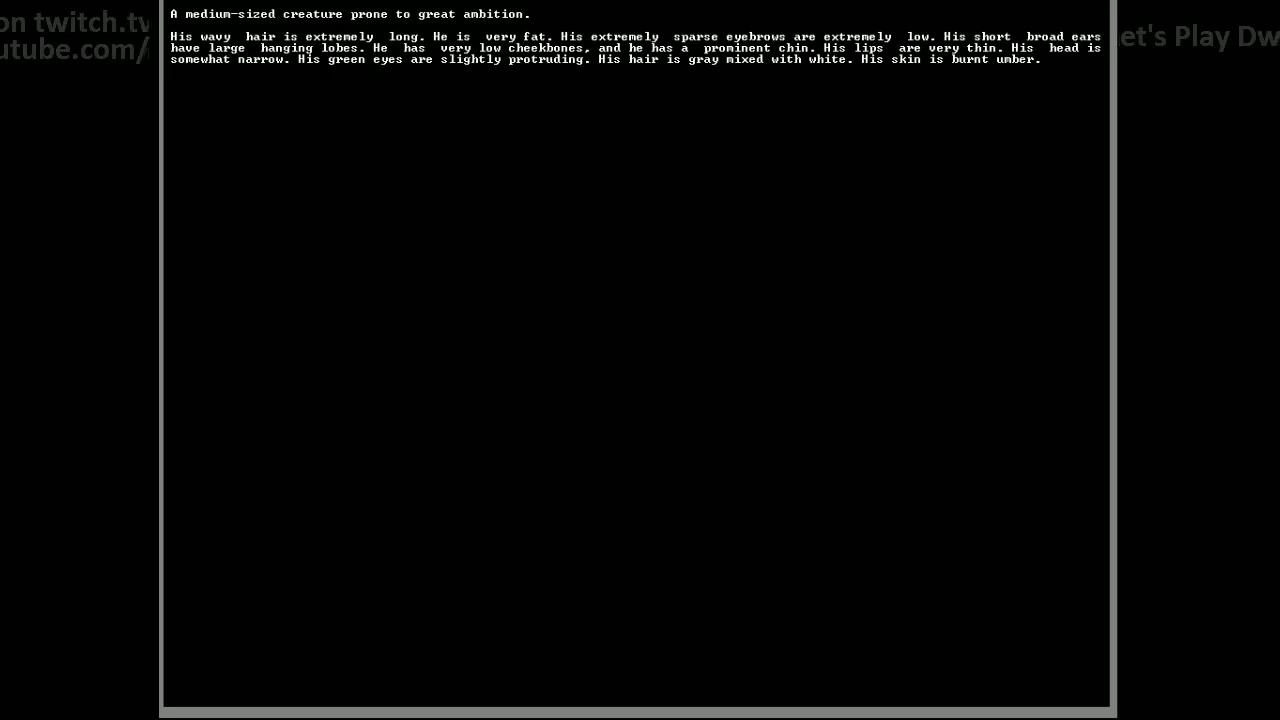 A medium-sized creature prone to great ambition.
His wavy hair is extremely long. He is very fat. His extremely sparse eyebrows are extremely low. His short broad ears
have large hanging lobes. He has very low cheekbones, and he has a prominent chin. His lips are very thin. His head is
somewhat narrow. His green eyes are slightly protruding. His hair is gray mixed with white. His skin is burnt umber.
on twitch.tv
utube.com/
et's Play Dw